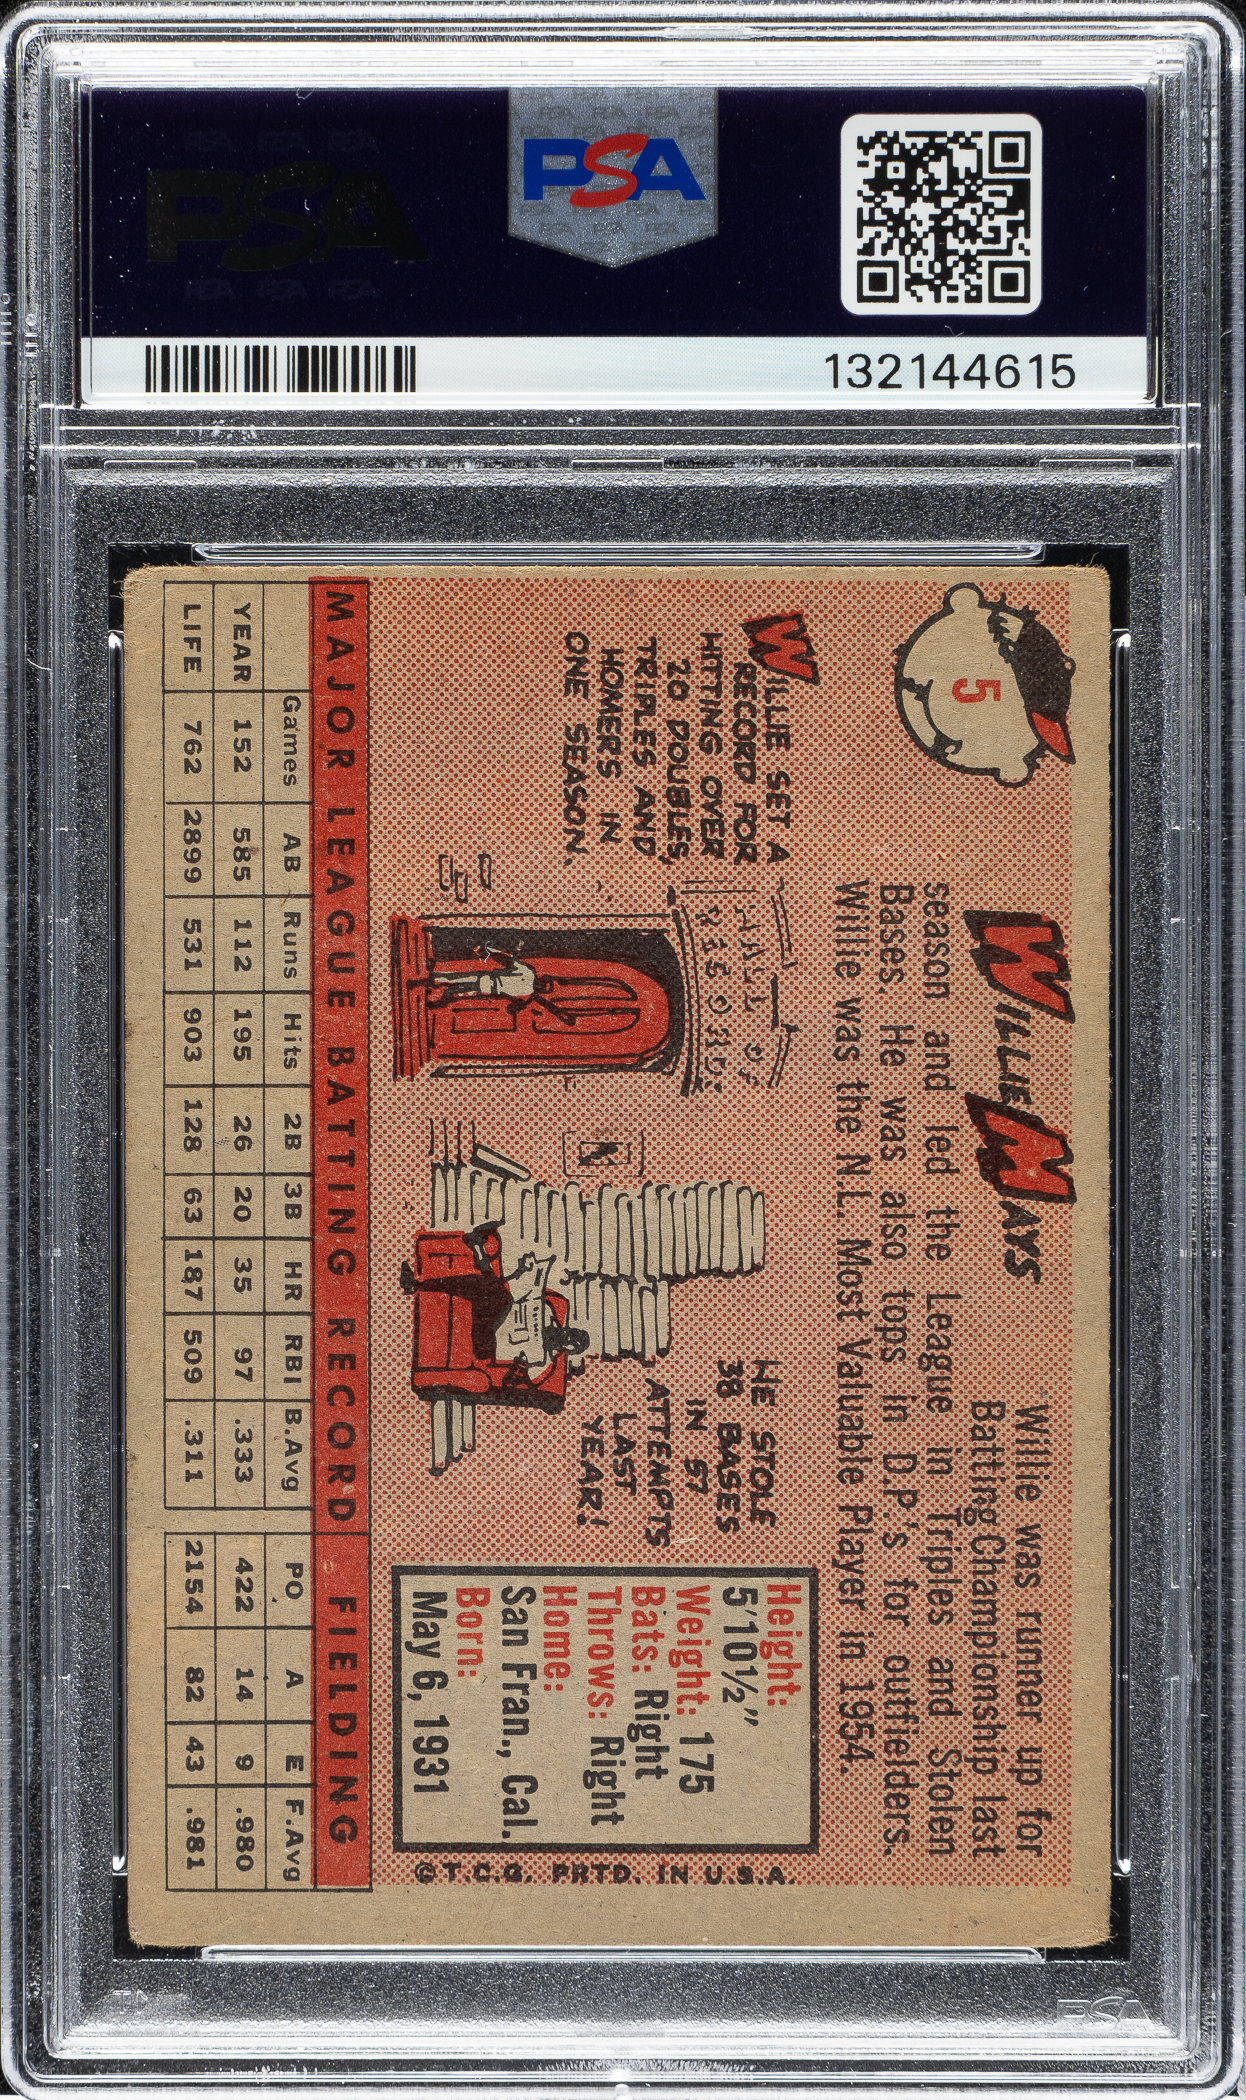 PSA
PSA
132144615
5
WILLIE MAYS
Willie was runner up for
Batting Championship last
season and led the League in Triples and Stolen
Bases. He was also tops in D.P.'s for outfielders.
Willie was the N.L. Most Valuable Player in 1954.
WILLIE SET A
RECORD FOR
HITTING OVER
20 DOUBLES,
TRIPLES AND
HOMERS IN
ONE SEASON.
HALL OF
RECORDS
HE STOLE
38 BASES
IN 57
ATTEMPTS
LAST
YEAR!
Height:
5'10½"
Weight: 175
Bats: Right
Throws: Right
Home:
San Fran., Cal.
Born:
May 6, 1931
©T.C.G. PRTD. IN U.S.A.
MAJOR LEAGUE BATTING RECORD FIELDING
Games AB Runs Hits 2B 3B HR RBI B.Avg PO A E F.Avg
YEAR 152 585 112 195 26 20 35 97 .333 422 14 9 .980
LIFE 762 2899 531 903 128 63 187 509 .311 2154 82 43 .981
PSA